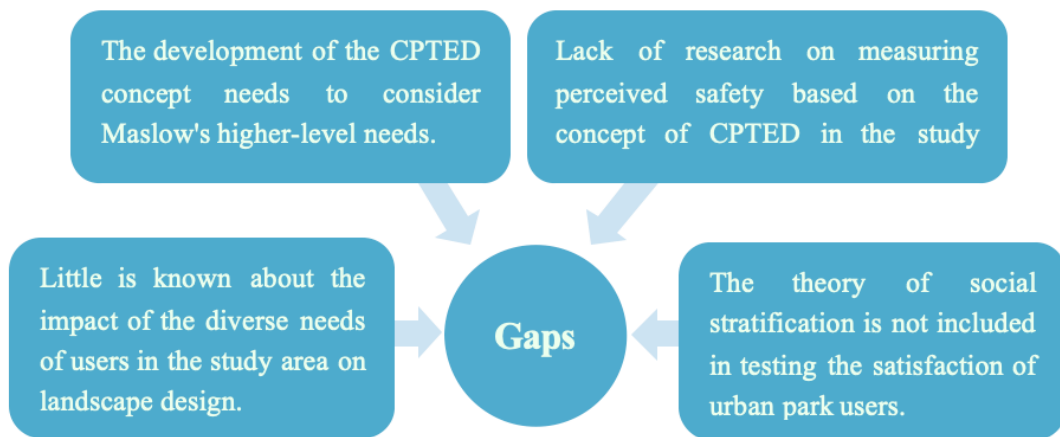 The development of the CPTED
concept needs to consider
Maslow's higher-level needs.
Lack of research on measuring
perceived safety based on the
concept of CPTED in the study
Little is known about the
impact of the diverse needs
of users in the study area on
landscape design.
Gaps
The theory of social
stratification is not included
in testing the satisfaction of
urban park users.